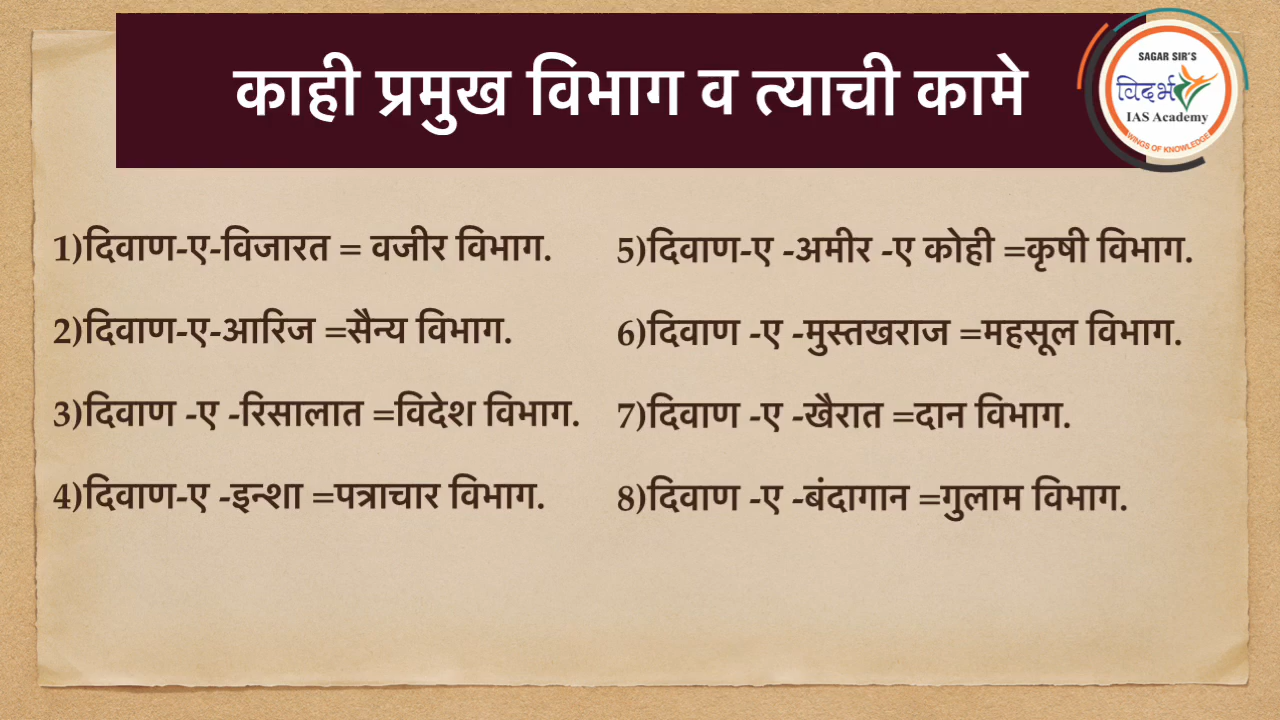 काही प्रमुख विभाग व त्याची कामे
SAGAR SIR'S
विदर्भ
IAS Academy
WINGS OF KNOWLEDGE
1)दिवाण-ए-विजारत = वजीर विभाग.
2)दिवाण-ए-आरिज =सैन्य विभाग.
3)दिवाण -ए -रिसालात =विदेश विभाग.
4)दिवाण-ए -इन्शा =पत्राचार विभाग.
5)दिवाण-ए -अमीर -ए कोही =कृषी विभाग.
6)दिवाण -ए -मुस्तखराज =महसूल विभाग.
7)दिवाण -ए -खैरात =दान विभाग.
8)दिवाण -ए -बंदागान =गुलाम विभाग.